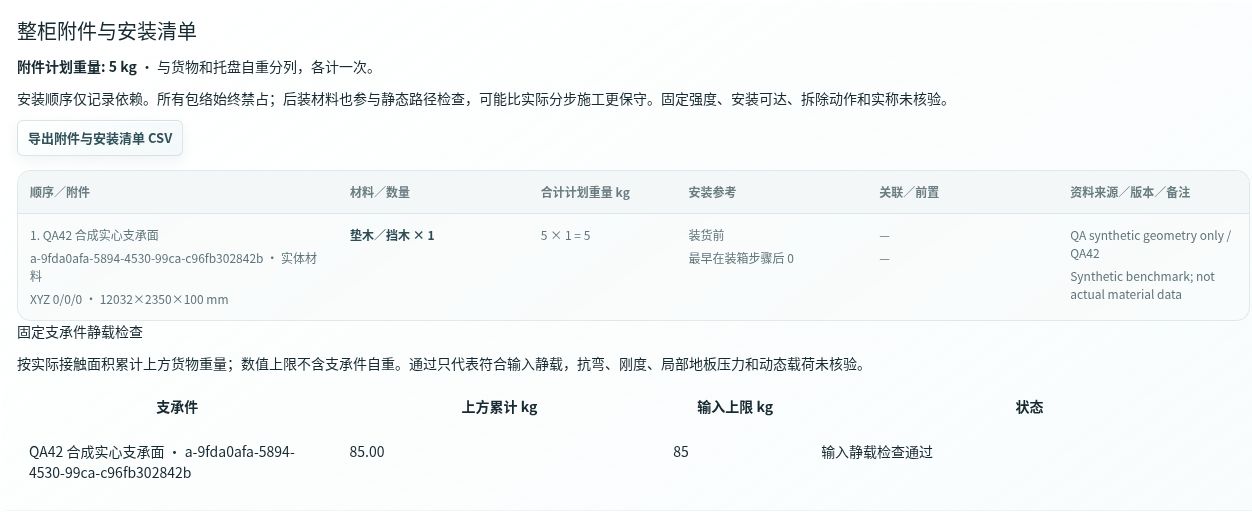 整柜附件与安装清单
附件计划重量: 5 kg · 与货物和托盘自重分列，各计一次。
安装顺序仅记录依赖。所有包络始终禁占；后装材料也参与静态路径检查，可能比实际分步施工更保守。固定强度、安装可达、拆除动作和实称未核验。
导出附件与安装清单 CSV
顺序／附件 材料／数量 合计计划重量 kg 安装参考 关联／前置 资料来源／版本／备注
1. QA42 合成实心支承面 垫木／挡木 × 1 5 × 1 = 5 装货前 — QA synthetic geometry only /
QA42
a-9fda0afa-5894-4530-99ca-c96fb302842b · 实体材 最早在装箱步骤后 0 —
料
Synthetic benchmark; not
actual material data
XYZ 0/0/0 · 12032×2350×100 mm
固定支承件静载检查
按实际接触面积累计上方货物重量；数值上限不含支承件自重。通过只代表符合输入静载，抗弯、刚度、局部地板压力和动态载荷未核验。
支承件 上方累计 kg 输入上限 kg 状态
QA42 合成实心支承面 · a-9fda0afa-5894- 85.00 85 输入静载检查通过
4530-99ca-c96fb302842b